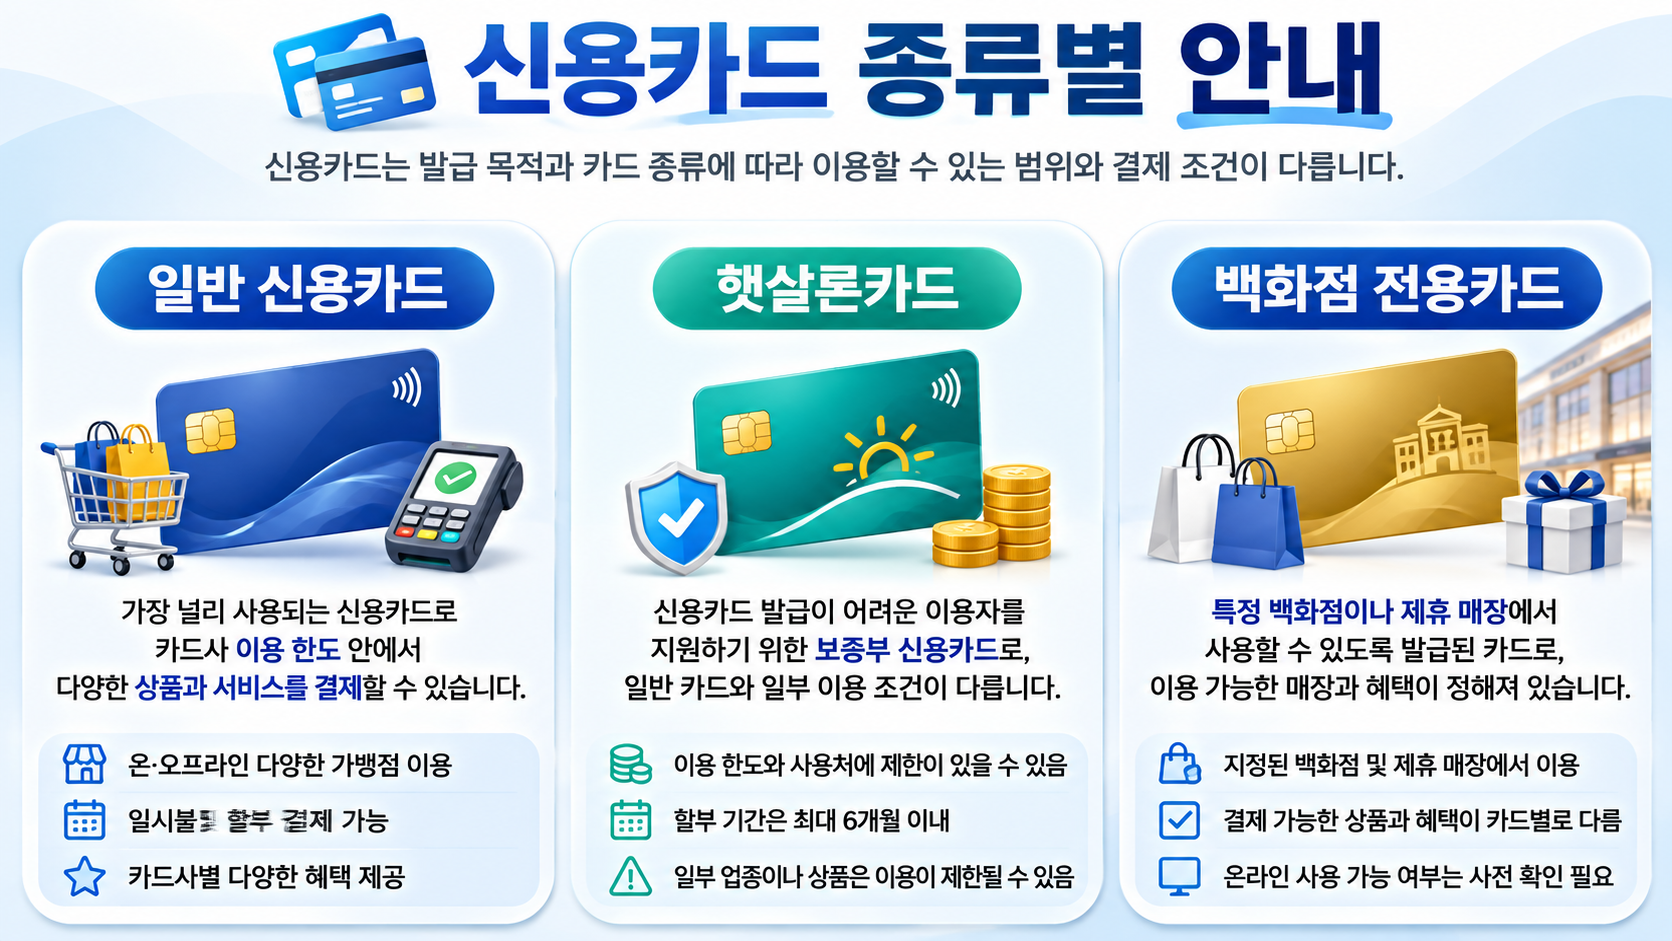 신용카드 종류별 안내
신용카드는 발급 목적과 카드 종류에 따라 이용할 수 있는 범위와 결제 조건이 다릅니다.
일반 신용카드
가장 널리 사용되는 신용카드로
카드사 이용 한도 안에서
다양한 상품과 서비스를 결제할 수 있습니다.
온·오프라인 다양한 가뱅점 이용
일시불 할부 결제 가능
카드사별 다양한 혜택 제공
햇살론카드
신용카드 발급이 어려운 이용자를
지원하기 위한 보종부 신용카드로,
일반 카드와 일부 이용 조건이 다릅니다.
이용 한도와 사용처에 제한이 있을 수 있음
할부 기간은 최대 6개월 이내
일부 업종이나 상품은 이용이 제한될 수 있음
백화점 전용카드
특정 백화점이나 제휴 매장에서
사용할 수 있도록 발급된 카드로,
이용 가능한 매장과 혜택이 정해져 있습니다.
지정된 백화점 및 제휴 매장에서 이용
결제 가능한 상품과 혜택이 카드별로 다름
온라인 사용 가능 여부는 사전 확인 필요